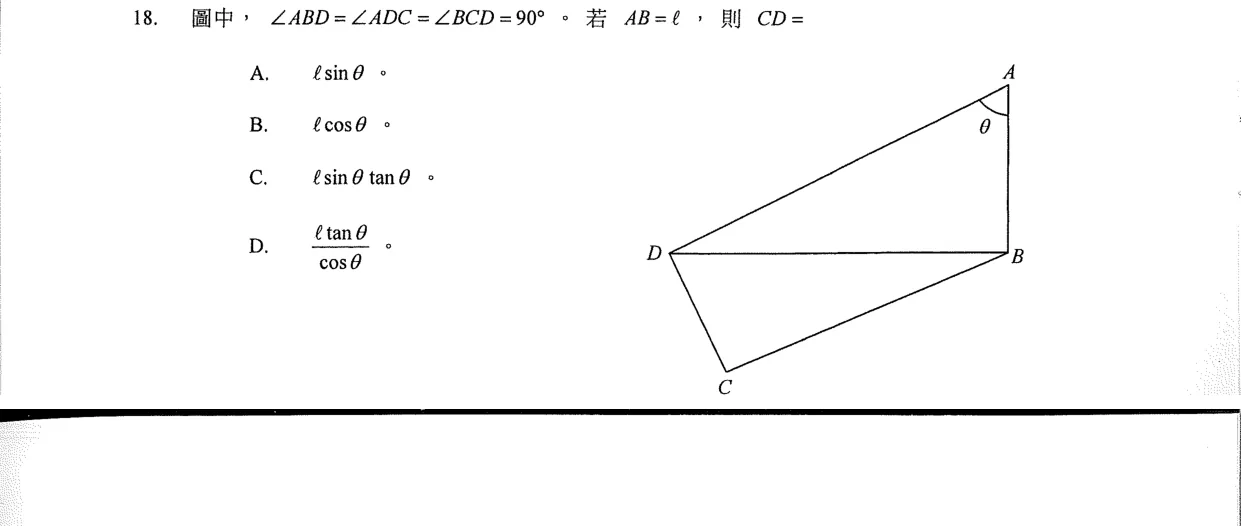 18. 圖中，∠ABD = ∠ADC = ∠BCD = 90°。若 AB = ℓ，則 CD =
A. ℓ sin θ。
B. ℓ cos θ。
C. ℓ sin θ tan θ。
D. ℓ tan θ / cos θ。
A
θ
D
B
C